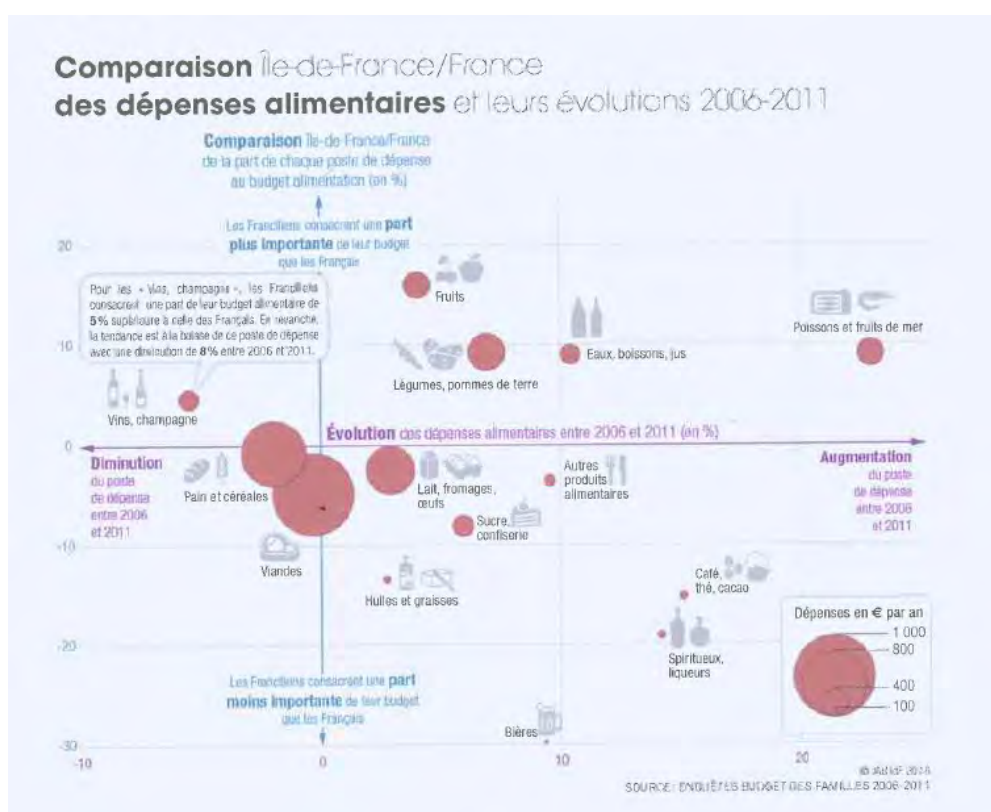 Comparaison Île-de-France/France
des dépenses alimentaires et leurs évolutions 2006-2011
Comparaison Île-de-France/France
de la part de chaque poste de dépense
au budget alimentation (en %)
Les Franciliens consacrent une part
plus importante de leur budget
que les Français
20
Pour les « Vins, champagne », les Franciliens
consacrent une part de leur budget alimentaire de
5% supérieure à celle des Français. En revanche,
la tendance est à la baisse de ce poste de dépense
avec une diminution de 8% entre 2006 et 2011.
Fruits
Poissons et fruits de mer
10
Eaux, boissons, jus
Légumes, pommes de terre
Vins, champagne
0
Évolution des dépenses alimentaires entre 2006 et 2011 (en %)
Diminution
du poste
de dépense
entre 2006
et 2011
Augmentation
du poste
de dépense
entre 2006
et 2011
Pain et céréales
Lait, fromages,
œufs
Autres
produits
alimentaires
Sucre,
confiserie
-10
Viandes
Huiles et graisses
Café,
thé, cacao
Dépenses en € par an
1 000
800
400
100
-20
Spiritueux,
liqueurs
Les Franciliens consacrent une part
moins importante de leur budget
que les Français
Bières
-30
-10
0
10
20
© IAU îdF 2016
SOURCE : ENQUÊTES BUDGET DES FAMILLES 2006-2011